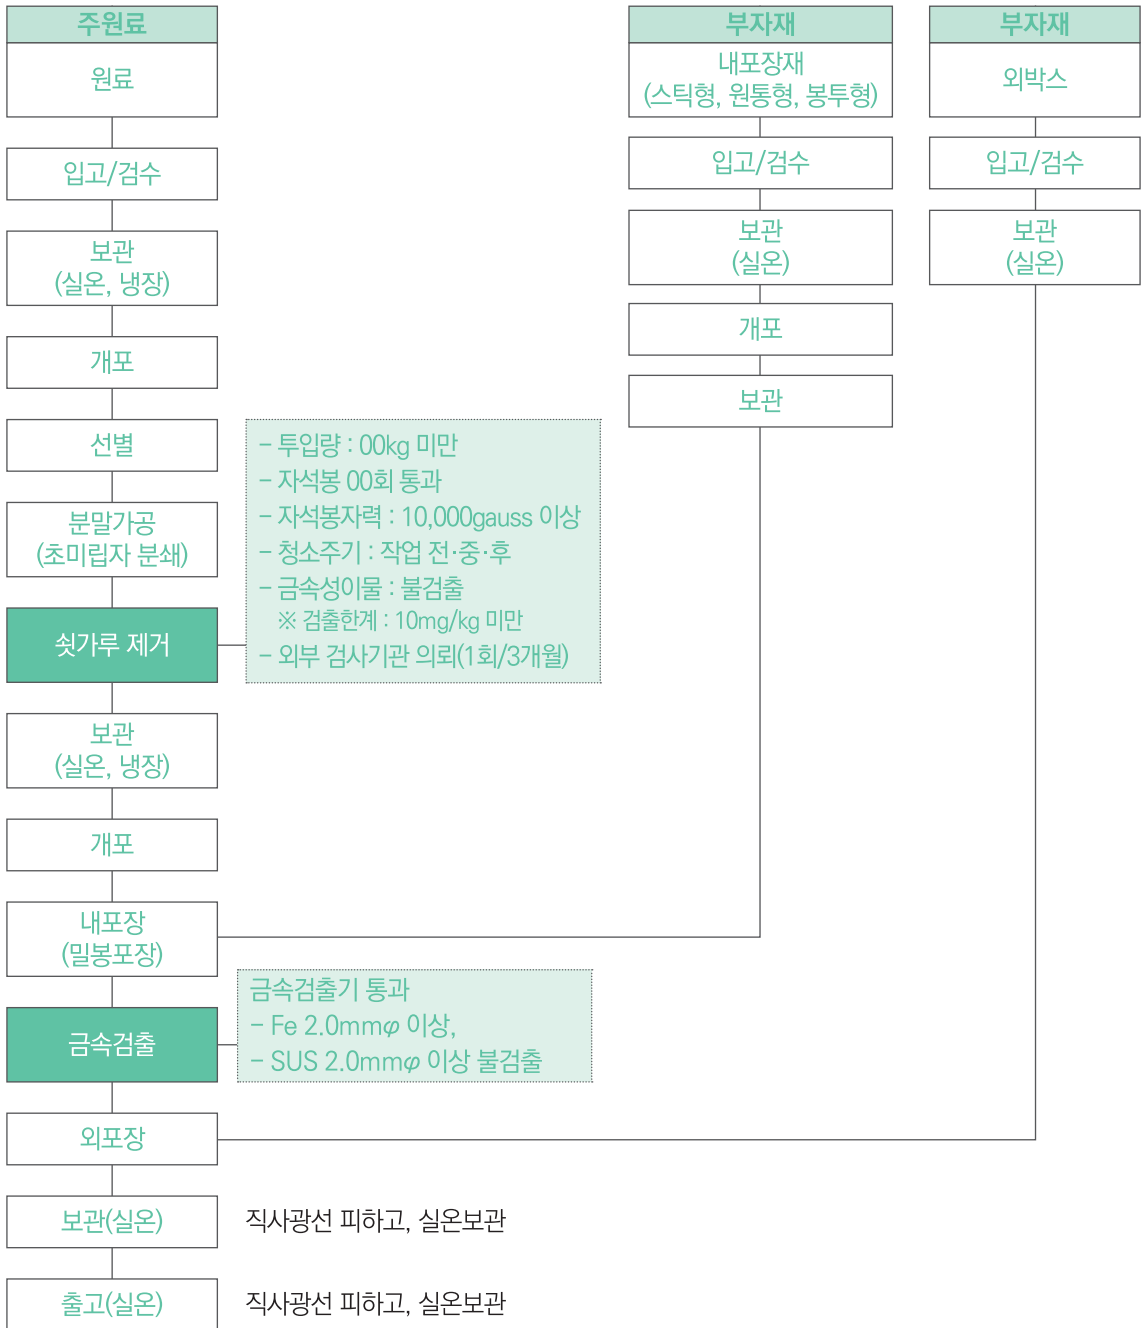 주원료
원료
입고/검수
보관
(실온, 냉장)
개포
선별
분말가공
(초미립자 분쇄)
쇳가루 제거
- 투입량 : 00kg 미만
- 자석봉 00회 통과
- 자석봉자력 : 10,000gauss 이상
- 청소주기 : 작업 전·중·후
- 금속성이물 : 불검출
※ 검출한계 : 10mg/kg 미만
- 외부 검사기관 의뢰(1회/3개월)
보관
(실온, 냉장)
개포
내포장
(밀봉포장)
금속검출
금속검출기 통과
- Fe 2.0mmφ 이상,
- SUS 2.0mmφ 이상 불검출
외포장
보관(실온)
직사광선 피하고, 실온보관
출고(실온)
직사광선 피하고, 실온보관
부자재
내포장재
(스틱형, 원통형, 봉투형)
입고/검수
보관
(실온)
개포
보관
부자재
외박스
입고/검수
보관
(실온)